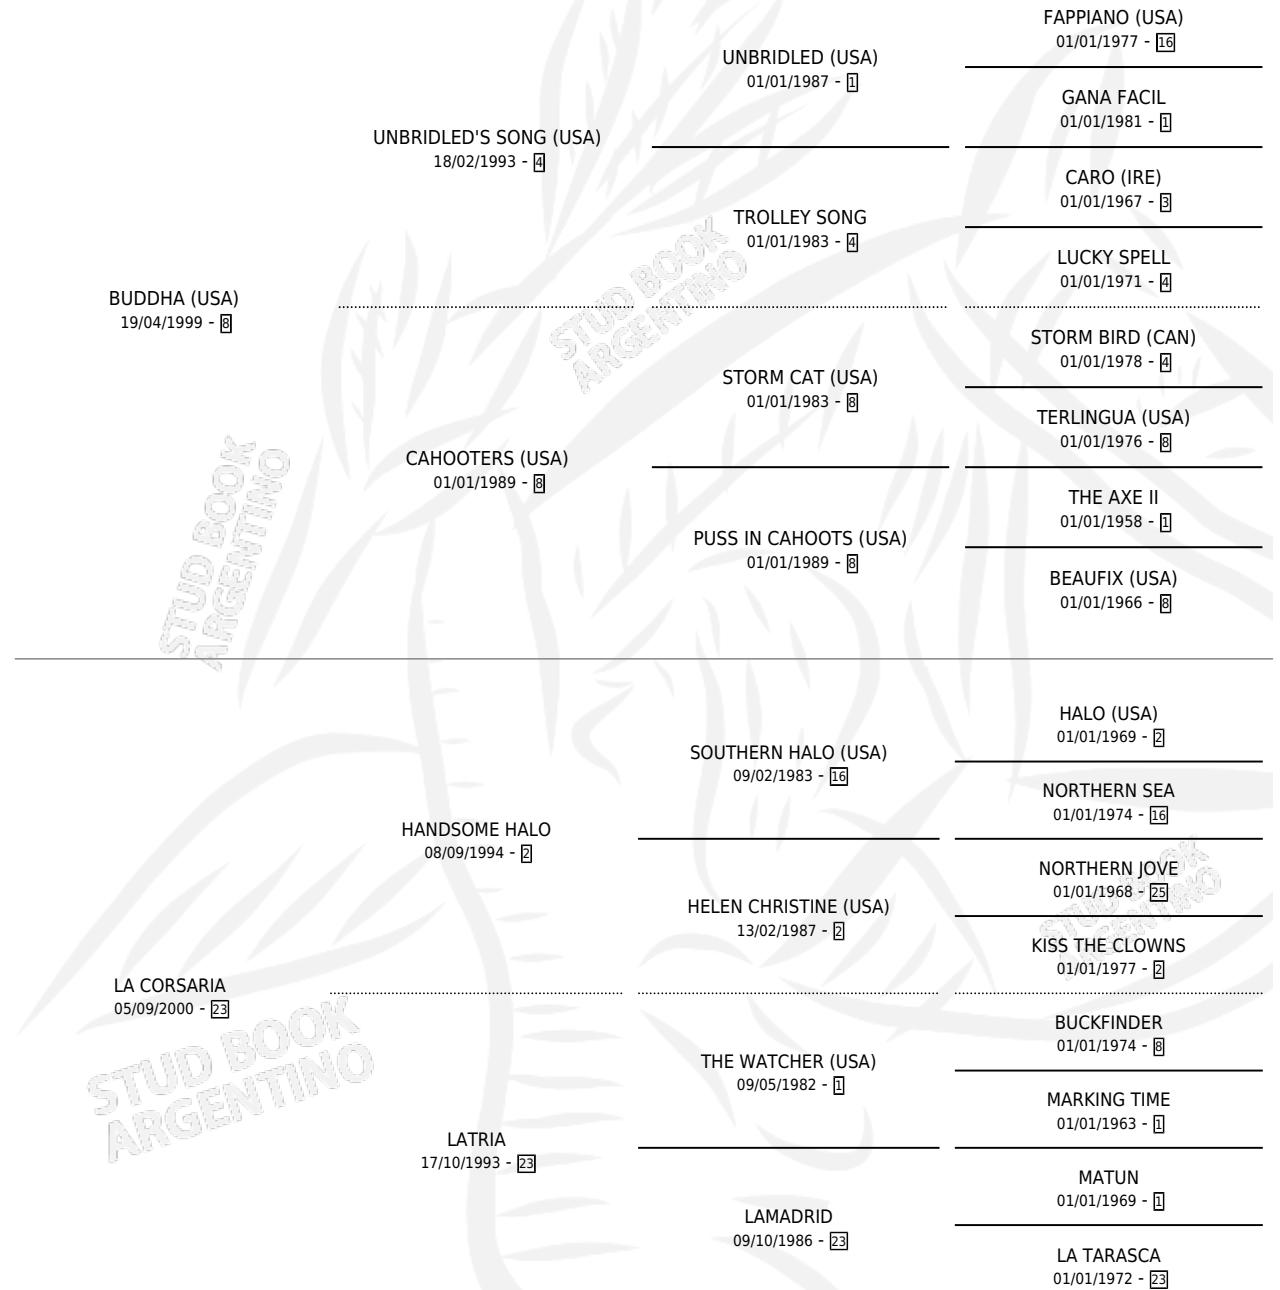 FAPPIANO (USA)
01/01/1977 - 16
UNBRIDLED (USA)
01/01/1987 - 1
GANA FACIL
01/01/1981 - 1
UNBRIDLED'S SONG (USA)
18/02/1993 - 4
CARO (IRE)
01/01/1967 - 3
TROLLEY SONG
01/01/1983 - 4
LUCKY SPELL
01/01/1971 - 4
BUDDHA (USA)
19/04/1999 - 8
STUD BOOK
ARGENTINO
STORM BIRD (CAN)
01/01/1978 - 4
STORM CAT (USA)
01/01/1983 - 8
TERLINGUA (USA)
01/01/1976 - 8
CAHOOTERS (USA)
01/01/1989 - 8
THE AXE II
01/01/1958 - 1
PUSS IN CAHOOTS (USA)
01/01/1989 - 8
BEAUFIX (USA)
01/01/1966 - 8
STUD BOOK
ARGENTINO
HALO (USA)
01/01/1969 - 2
SOUTHERN HALO (USA)
09/02/1983 - 16
NORTHERN SEA
01/01/1974 - 16
HANDSOME HALO
08/09/1994 - 2
NORTHERN JOVE
01/01/1968 - 25
HELEN CHRISTINE (USA)
13/02/1987 - 2
STUD BOOK
ARGENTINO
KISS THE CLOWNS
01/01/1977 - 2
LA CORSARIA
05/09/2000 - 23
BUCKFINDER
01/01/1974 - 8
THE WATCHER (USA)
09/05/1982 - 1
STUD BOOK
ARGENTINO
MARKING TIME
01/01/1963 - 1
LATRIA
17/10/1993 - 23
MATUN
01/01/1969 - 1
LAMADRID
09/10/1986 - 23
LA TARASCA
01/01/1972 - 23